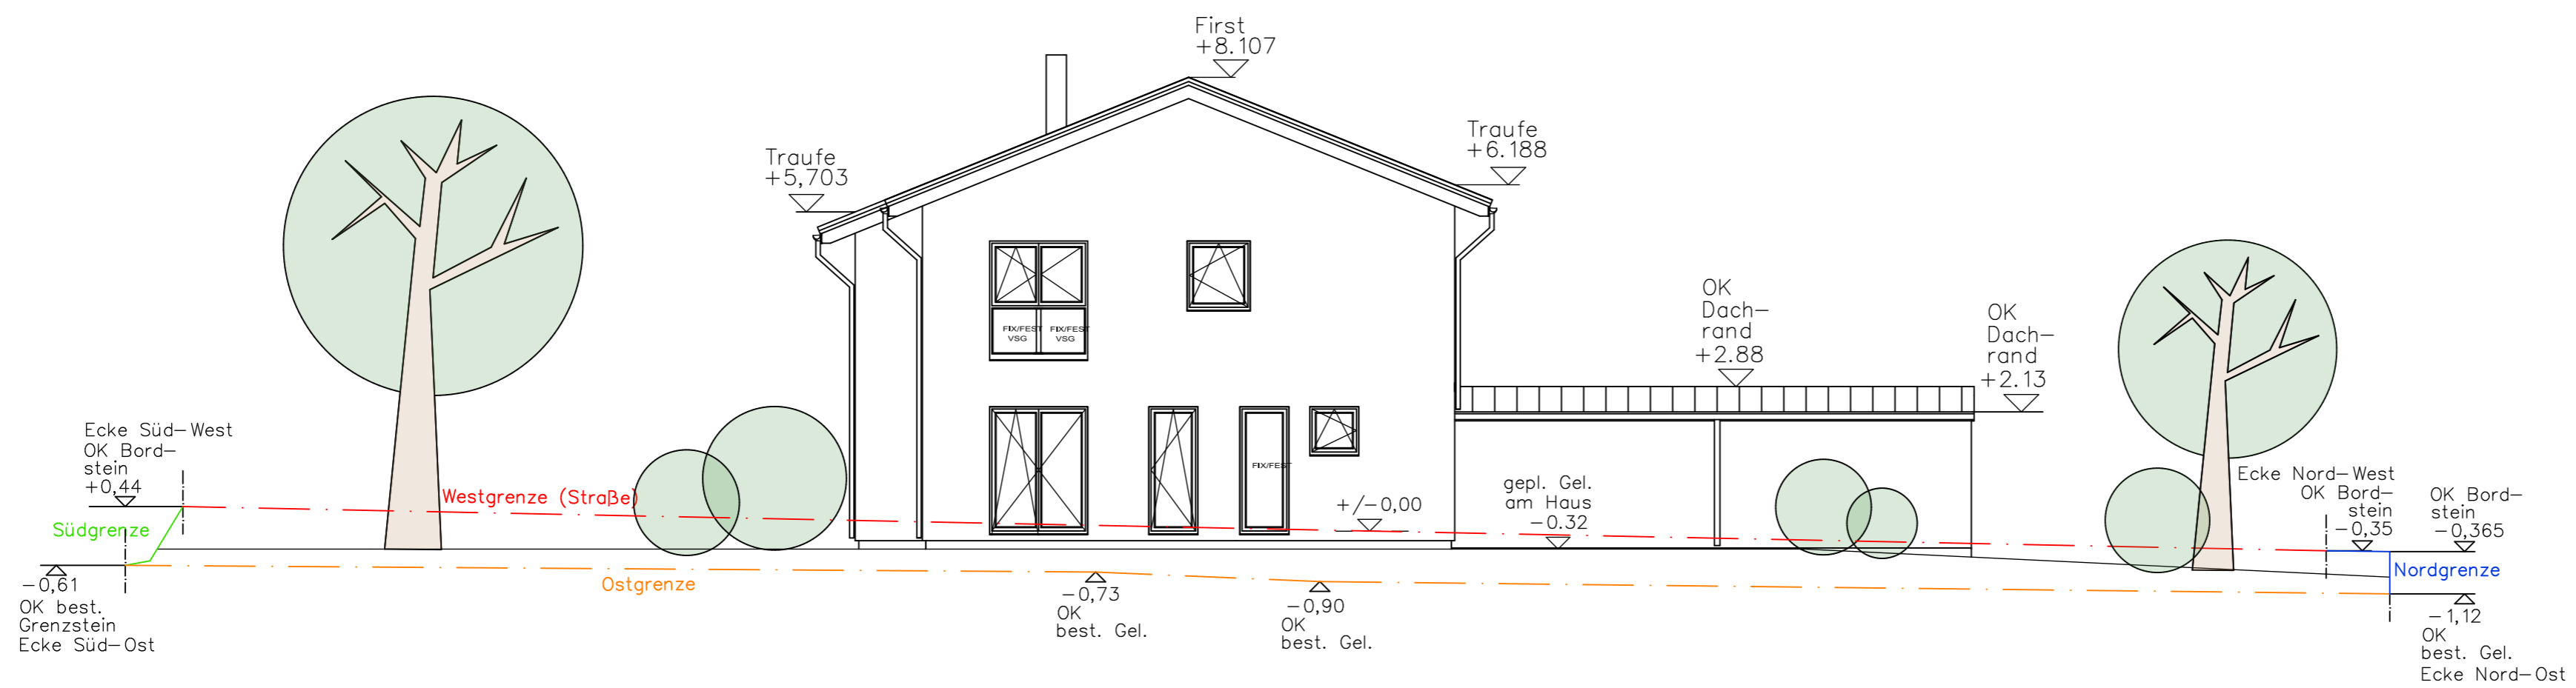 First
+8.107
Traufe
+6.188
Traufe
+5,703
OK
Dach-
rand
+2.88
OK
Dach-
rand
+2.13
FIX/FEST
VSG
FIX/FEST
VSG
FIX/FEST
Ecke Süd-West
OK Bord-
stein
+0,44
Südgrenze
Westgrenze (Straße)
+/-0,00
gepl. Gel.
am Haus
-0.32
Ecke Nord-West
OK Bord-
stein
-0,35
OK Bord-
stein
-0,365
Nordgrenze
Ostgrenze
-0,61
OK best.
Grenzstein
Ecke Süd-Ost
-0,73
OK
best. Gel.
-0,90
OK
best. Gel.
-1,12
OK
best. Gel.
Ecke Nord-Ost